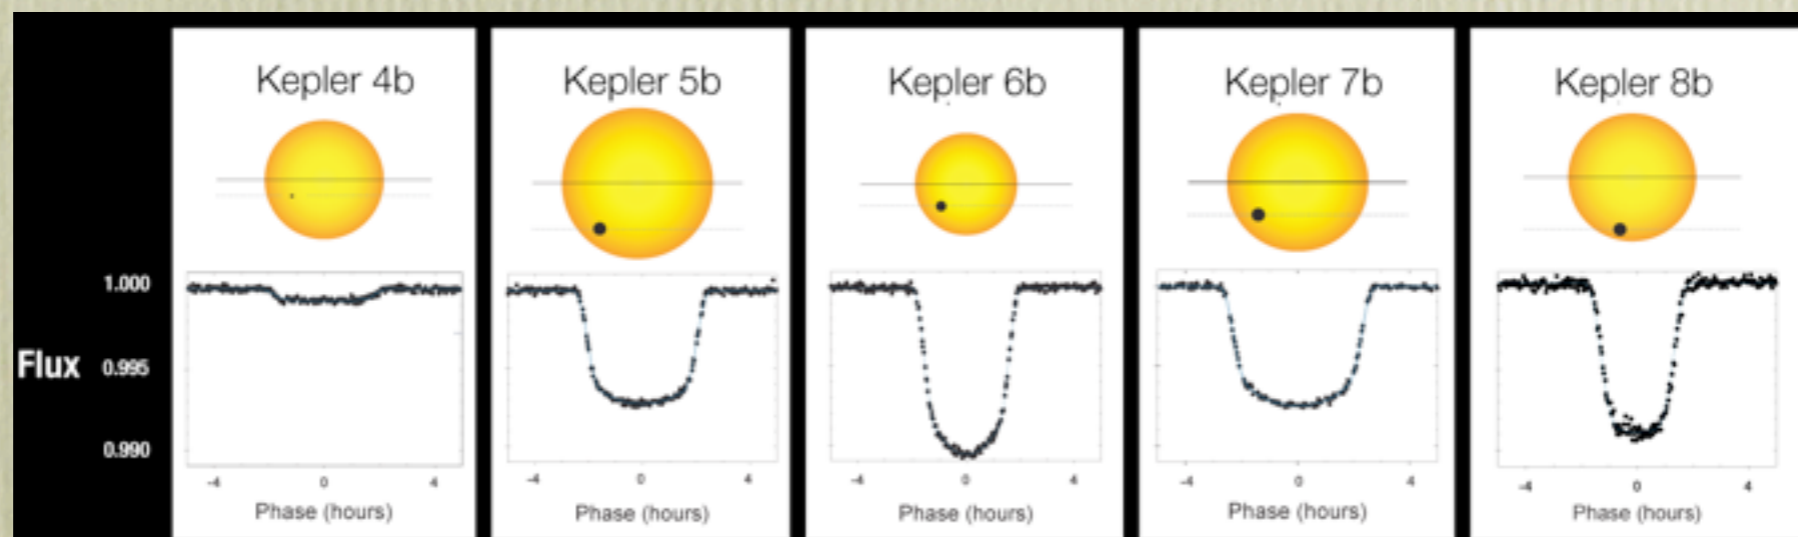 Kepler 4b
Kepler 5b
Kepler 6b
Kepler 7b
Kepler 8b
Flux
1.000
0.995
0.990
-4 0 4
-4 0 4
-4 0 4
-4 0 4
-4 0 4
Phase (hours)
Phase (hours)
Phase (hours)
Phase (hours)
Phase (hours)